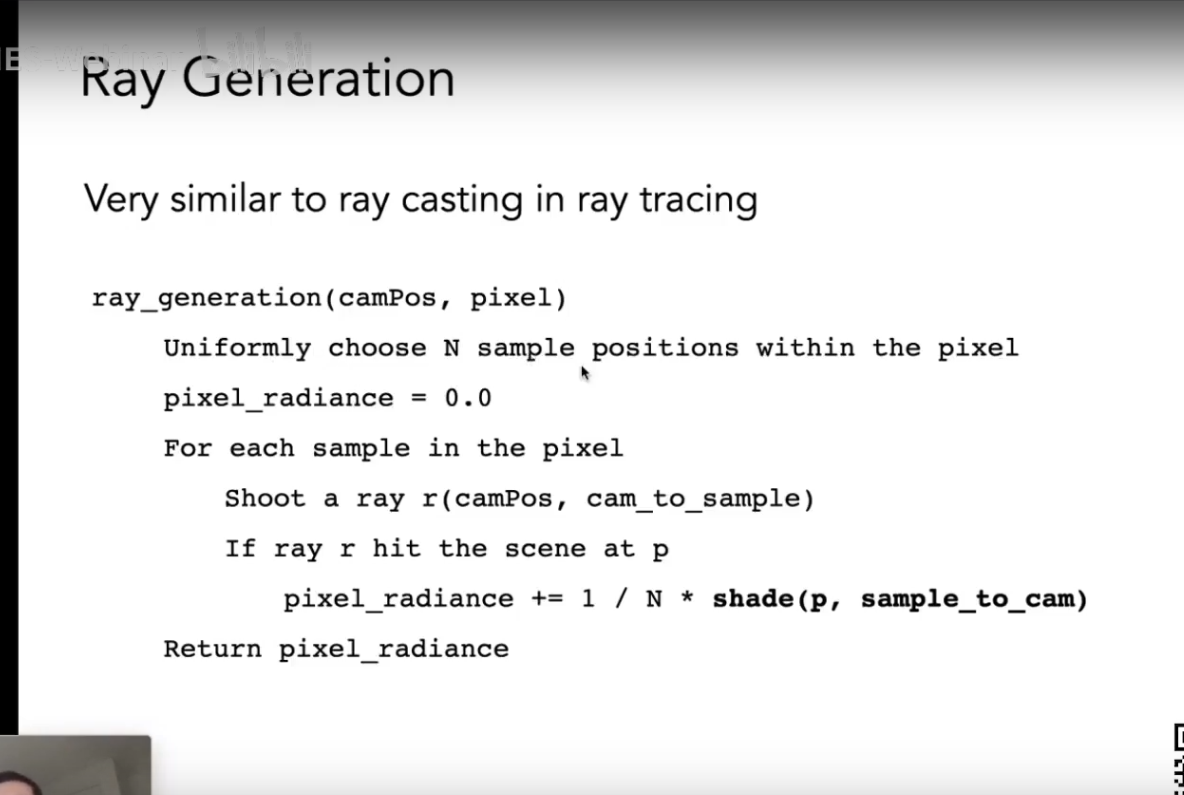 Ray Generation
Very similar to ray casting in ray tracing
ray_generation(camPos, pixel)
Uniformly choose N sample positions within the pixel
pixel_radiance = 0.0
For each sample in the pixel
Shoot a ray r(camPos, cam_to_sample)
If ray r hit the scene at p
pixel_radiance += 1 / N * shade(p, sample_to_cam)
Return pixel_radiance